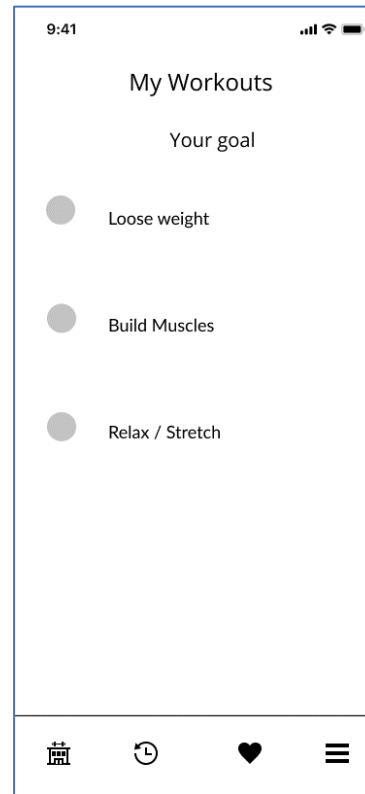 9:41
My Workouts
Your goal
Loose weight
Build Muscles
Relax / Stretch